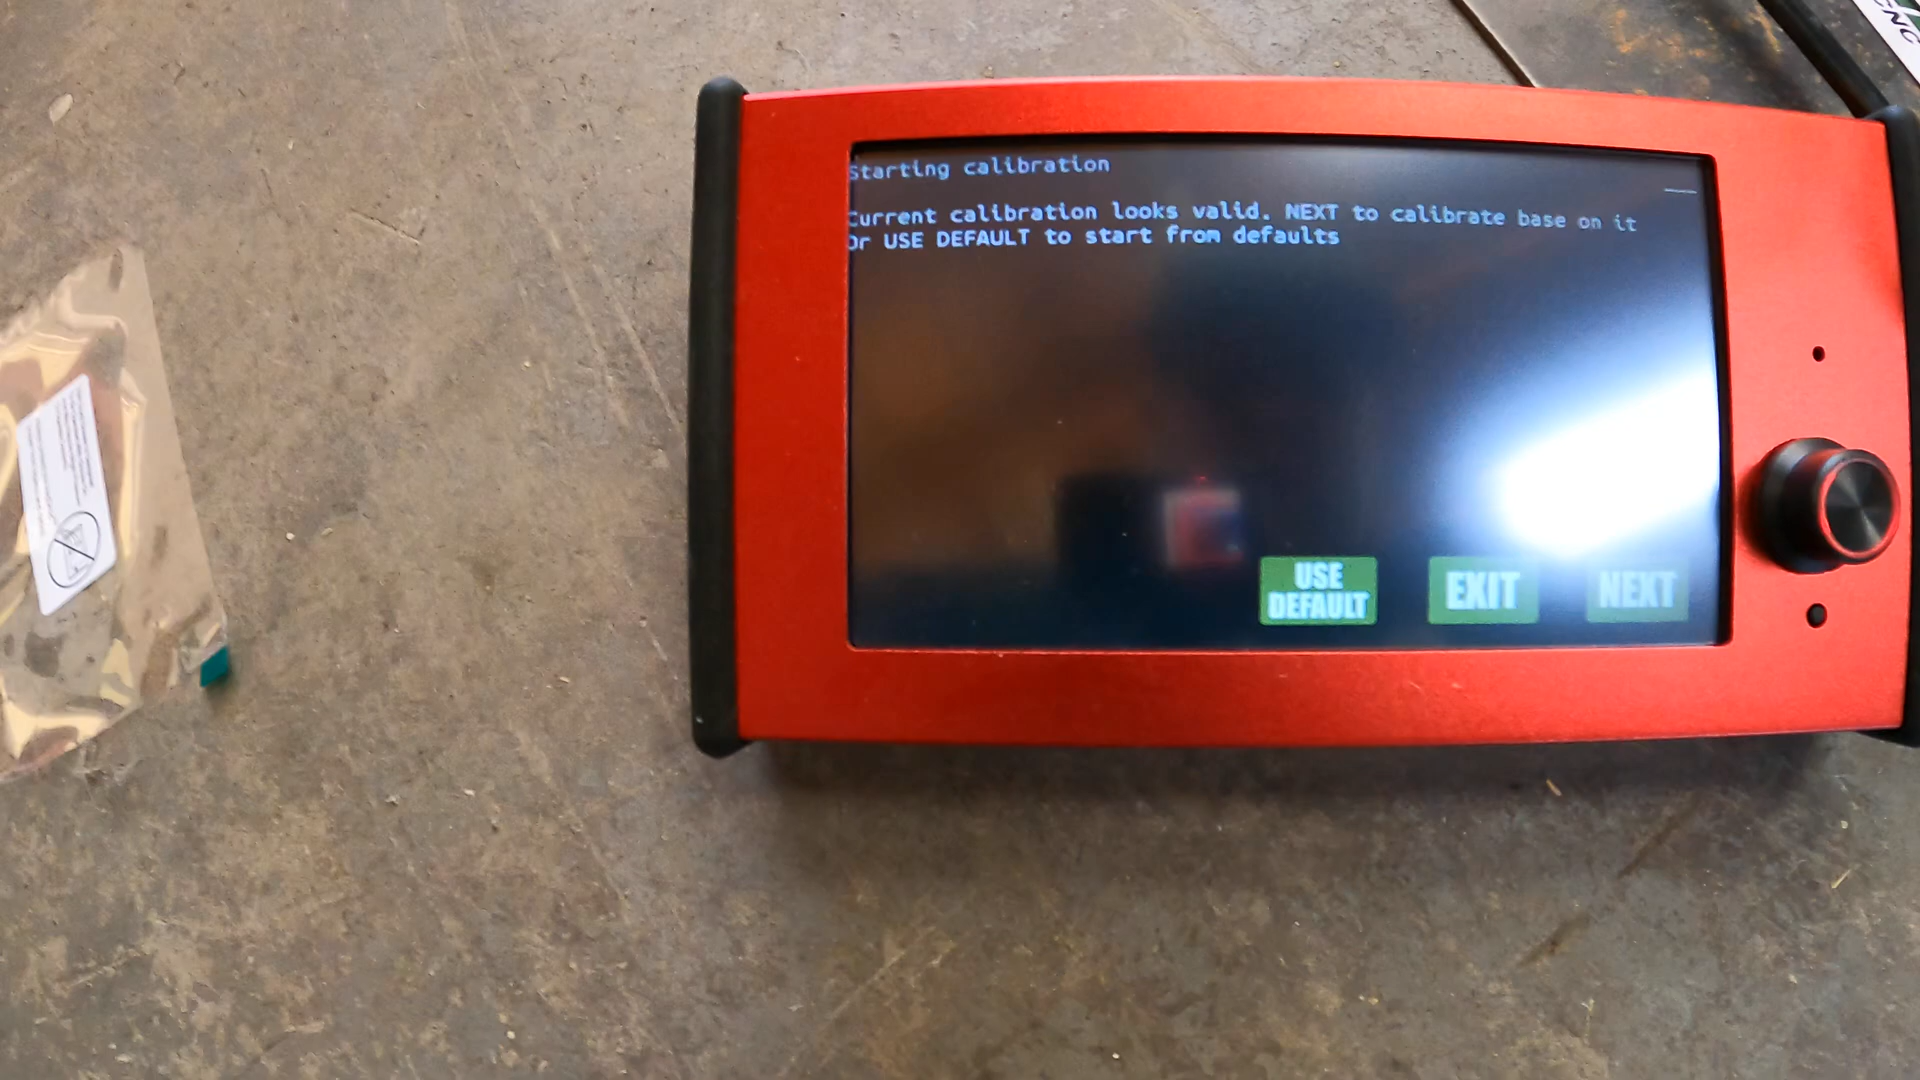 Starting calibration
Current calibration looks valid. NEXT to calibrate base on it
or USE DEFAULT to start from defaults
USE
DEFAULT
EXIT
NEXT
CNC